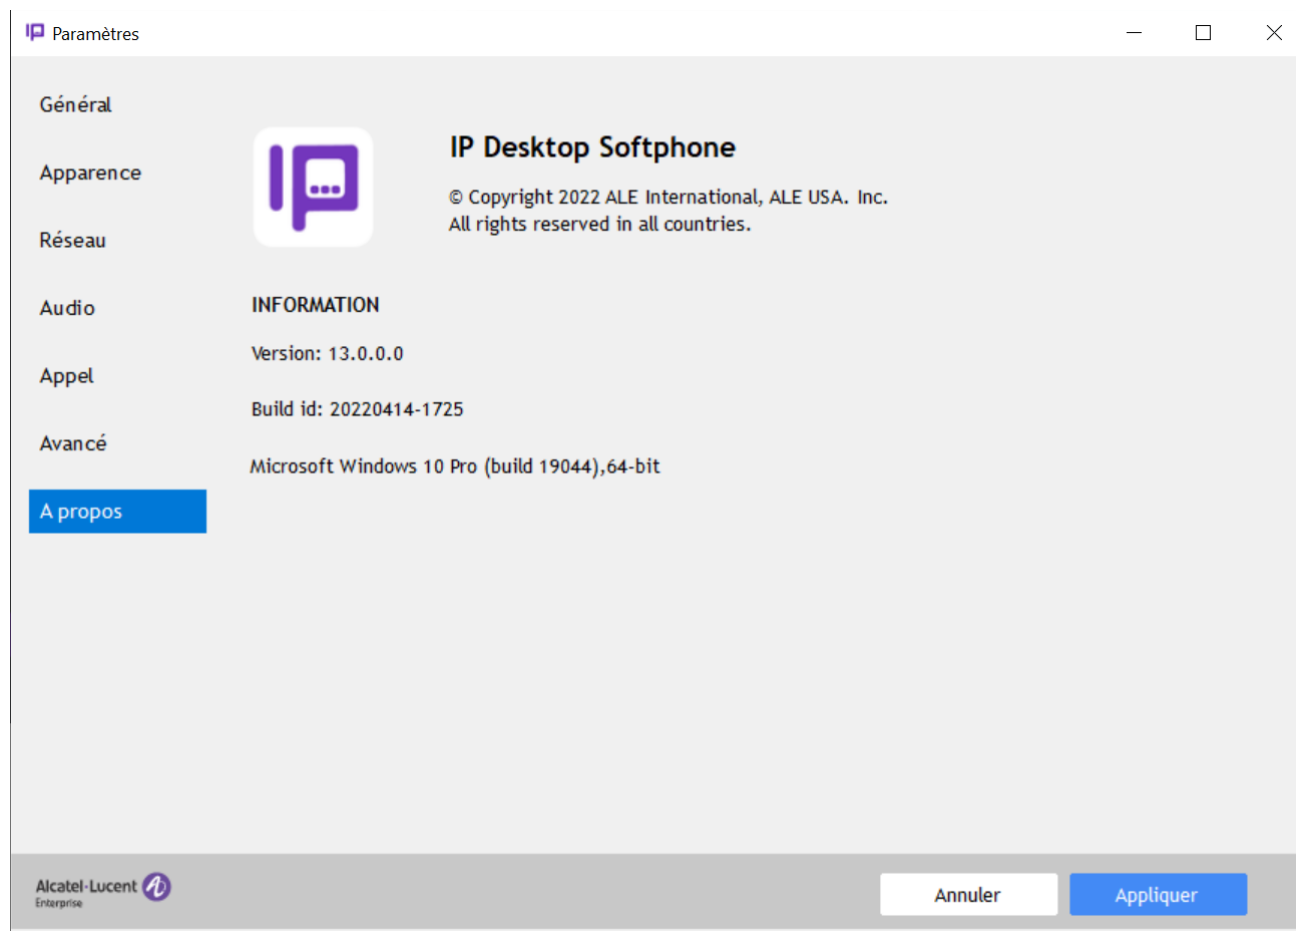 Paramètres
Général
Apparence
Réseau
Audio
Appel
Avancé
A propos
IP
IP Desktop Softphone
© Copyright 2022 ALE International, ALE USA. Inc.
All rights reserved in all countries.
INFORMATION
Version: 13.0.0.0
Build id: 20220414-1725
Microsoft Windows 10 Pro (build 19044),64-bit
Alcatel·Lucent
Enterprise
Annuler
Appliquer